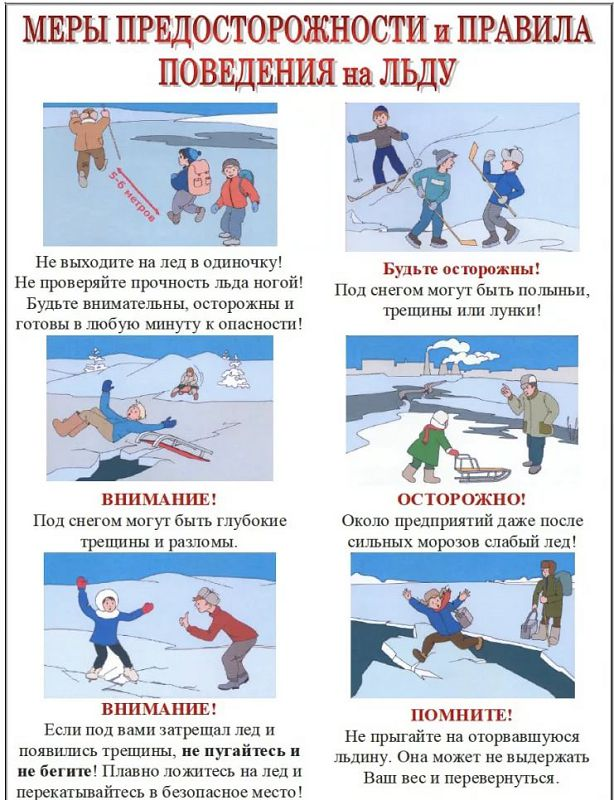 МЕРЫ ПРЕДОСТОРОЖНОСТИ и ПРАВИЛА
ПОВЕДЕНИЯ на ЛЬДУ
5-6 метров
Не выходите на лед в одиночку!
Не проверяйте прочность льда ногой!
Будьте внимательны, осторожны и
готовы в любую минуту к опасности!
Будьте осторожны!
Под снегом могут быть полыньи,
трещины или лунки!
ВНИМАНИЕ!
Под снегом могут быть глубокие
трещины и разломы.
ОСТОРОЖНО!
Около предприятий даже после
сильных морозов слабый лед!
ВНИМАНИЕ!
Если под вами затрещал лед и
появились трещины, не пугайтесь и
не бегите! Плавно ложитесь на лед и
перекатывайтесь в безопасное место!
ПОМНИТЕ!
Не прыгайте на оторвавшуюся
льдину. Она может не выдержать
Ваш вес и перевернуться.